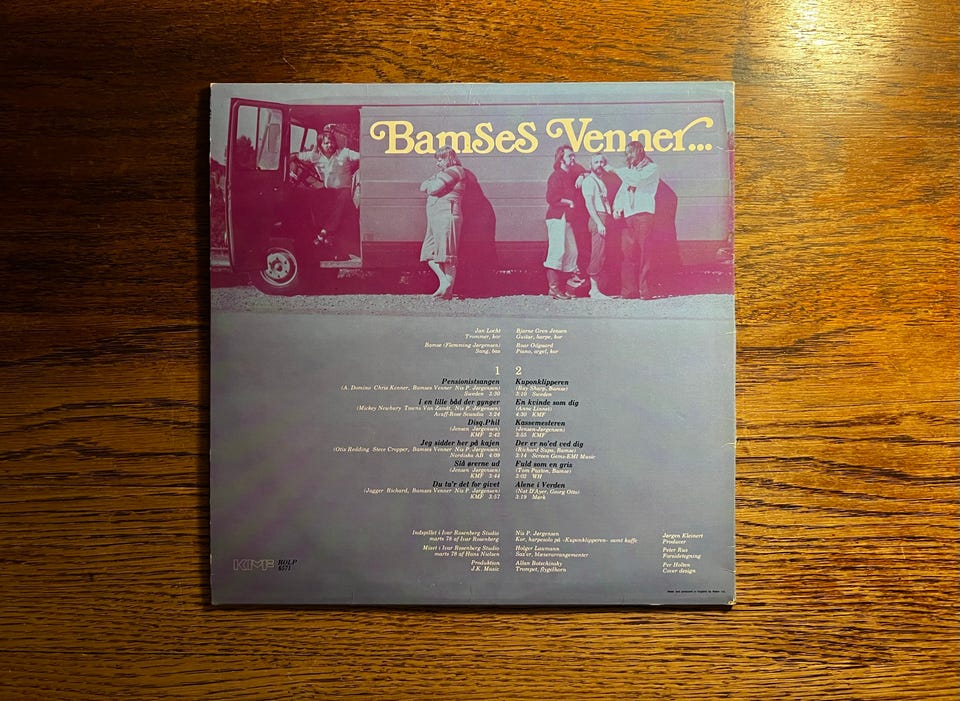 Bamses Venner...
Jan Locht
Trommer, kor
Bamse (Flemming Jørgensen)
Sang, bas
Bjarne Gren Jensen
Guitar, harpe, kor
Roar Odgaard
Piano, orgel, kor
1
Pensionistsangen
(A. Domino Chris Kenner, Bamses Venner Nis P. Jørgensen)
Sweden 3:30
I en lille båd der gynger
(Mickey Newbury Towns Van Zandt, Nis P. Jørgensen)
Acuff-Rose Scandia 3:24
Disq.Phil
(Jensen Jørgensen)
KMF 2:42
Jeg sidder her på kajen
(Otis Redding Steve Cropper, Bamses Venner Nis P. Jørgensen)
Nordiska AB 4:09
Slå ørerne ud
(Jensen Jørgensen)
KMF 3:44
Du ta'r det for givet
(Jagger Richard, Bamses Venner Nis P. Jørgensen)
KMF 3:57
2
Kuponklipperen
(Ray Sharp, Bamse)
3:10 Sweden
En kvinde som dig
(Anne Linnet)
4:30 KMF
Kassemesteren
(Jensen-Jørgensen)
3:55 KMF
Der er no'ed ved dig
(Richard Supa, Bamse)
3:14 Screen Gems-EMI Music
Fuld som en gris
(Tom Paxton, Bamse)
2:02 WH
Alene i Verden
(Nat D'Ayer, Georg Otto)
3:19 Mørk
Indspillet i Ivar Rosenberg Studio
marts 78 af Ivar Rosenberg
Mixet i Ivar Rosenberg Studio
marts 78 af Hans Nielsen
Produktion
J.K. Music
Nis P. Jørgensen
Kor, harpesolo på »Kuponklipperen« samt kaffe
Holger Laumann
Sax'er, blæserarrangementer
Allan Botschinsky
Trompet, flygelhorn
Jørgen Kleinert
Producer
Peter Rus
Forsidetegning
Per Holten
Cover design
KMF
ROLP
6571